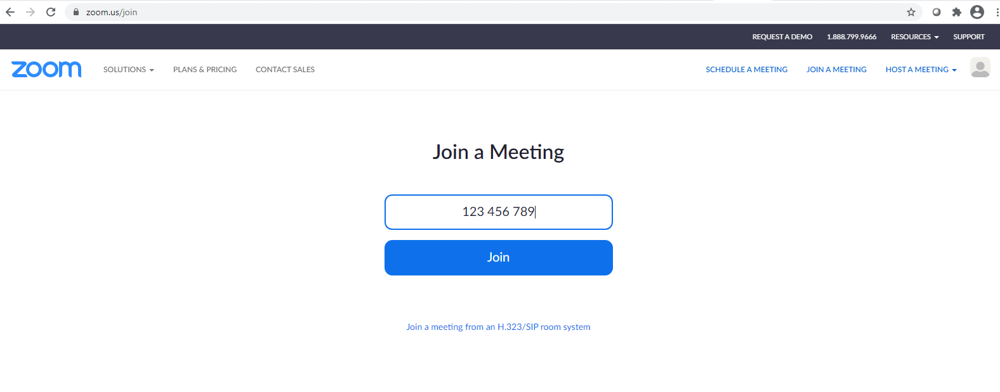 zoom.us/join
REQUEST A DEMO 1.888.799.9666 RESOURCES SUPPORT
zoom SOLUTIONS PLANS & PRICING CONTACT SALES SCHEDULE A MEETING JOIN A MEETING HOST A MEETING
Join a Meeting
123 456 789
Join
Join a meeting from an H.323/SIP room system